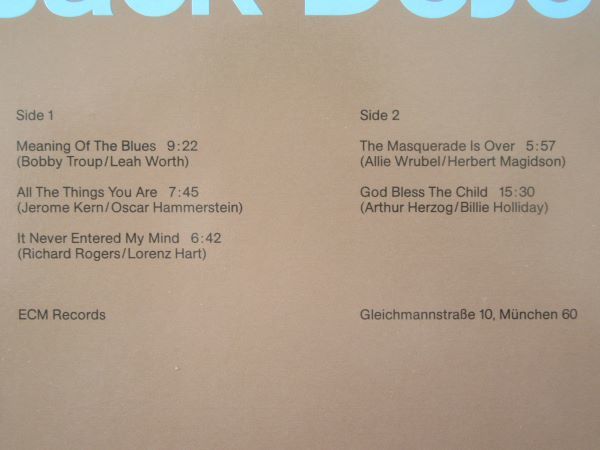 Side 1
Meaning Of The Blues 9:22
(Bobby Troup/Leah Worth)
All The Things You Are 7:45
(Jerome Kern/Oscar Hammerstein)
It Never Entered My Mind 6:42
(Richard Rogers/Lorenz Hart)
ECM Records
Side 2
The Masquerade Is Over 5:57
(Allie Wrubel/Herbert Magidson)
God Bless The Child 15:30
(Arthur Herzog/Billie Holliday)
Gleichmannstraße 10, München 60